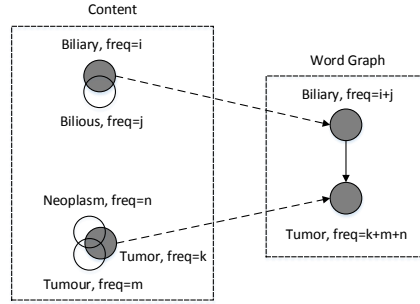 Content
Biliary, freq=i
Bilious, freq=j
Neoplasm, freq=n
Tumor, freq=k
Tumour, freq=m
Word Graph
Biliary, freq=i+j
Tumor, freq=k+m+n